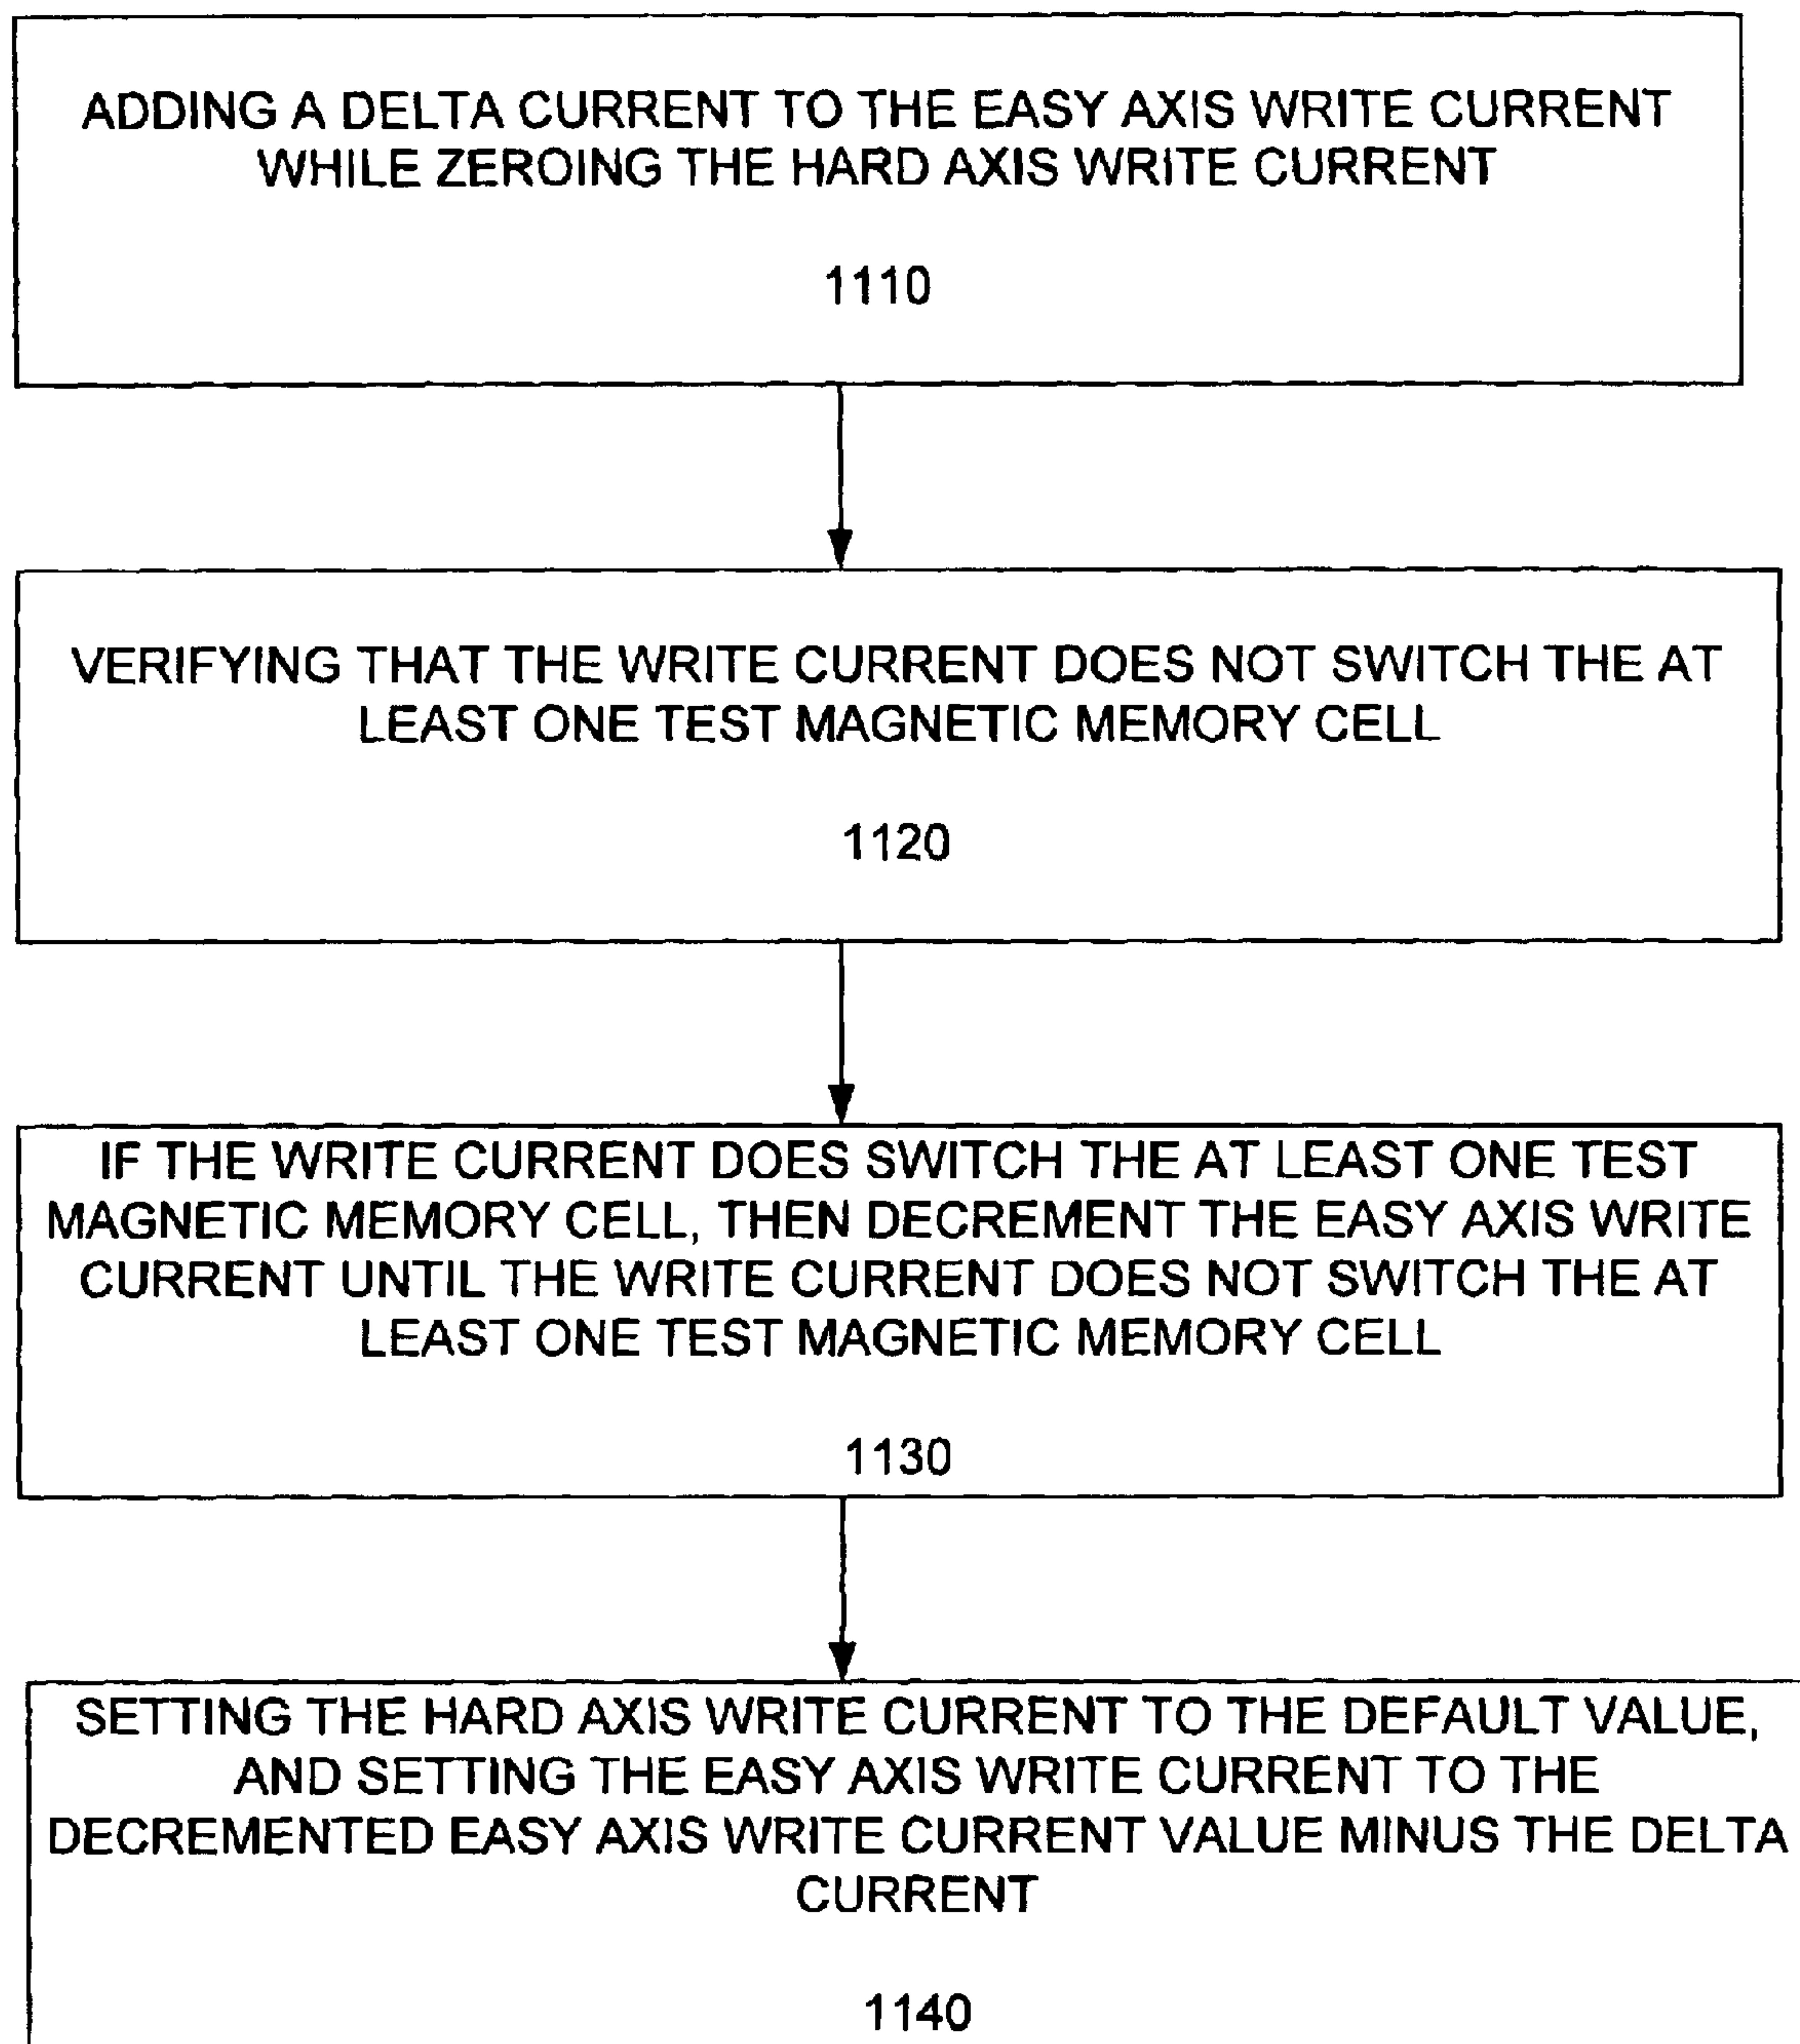 ADDING A DELTA CURRENT TO THE EASY AXIS WRITE CURRENT
WHILE ZEROING THE HARD AXIS WRITE CURRENT
1110
VERIFYING THAT THE WRITE CURRENT DOES NOT SWITCH THE AT
LEAST ONE TEST MAGNETIC MEMORY CELL
1120
IF THE WRITE CURRENT DOES SWITCH THE AT LEAST ONE TEST
MAGNETIC MEMORY CELL, THEN DECREMENT THE EASY AXIS WRITE
CURRENT UNTIL THE WRITE CURRENT DOES NOT SWITCH THE AT
LEAST ONE TEST MAGNETIC MEMORY CELL
1130
SETTING THE HARD AXIS WRITE CURRENT TO THE DEFAULT VALUE,
AND SETTING THE EASY AXIS WRITE CURRENT TO THE
DECREMENTED EASY AXIS WRITE CURRENT VALUE MINUS THE DELTA
CURRENT
1140